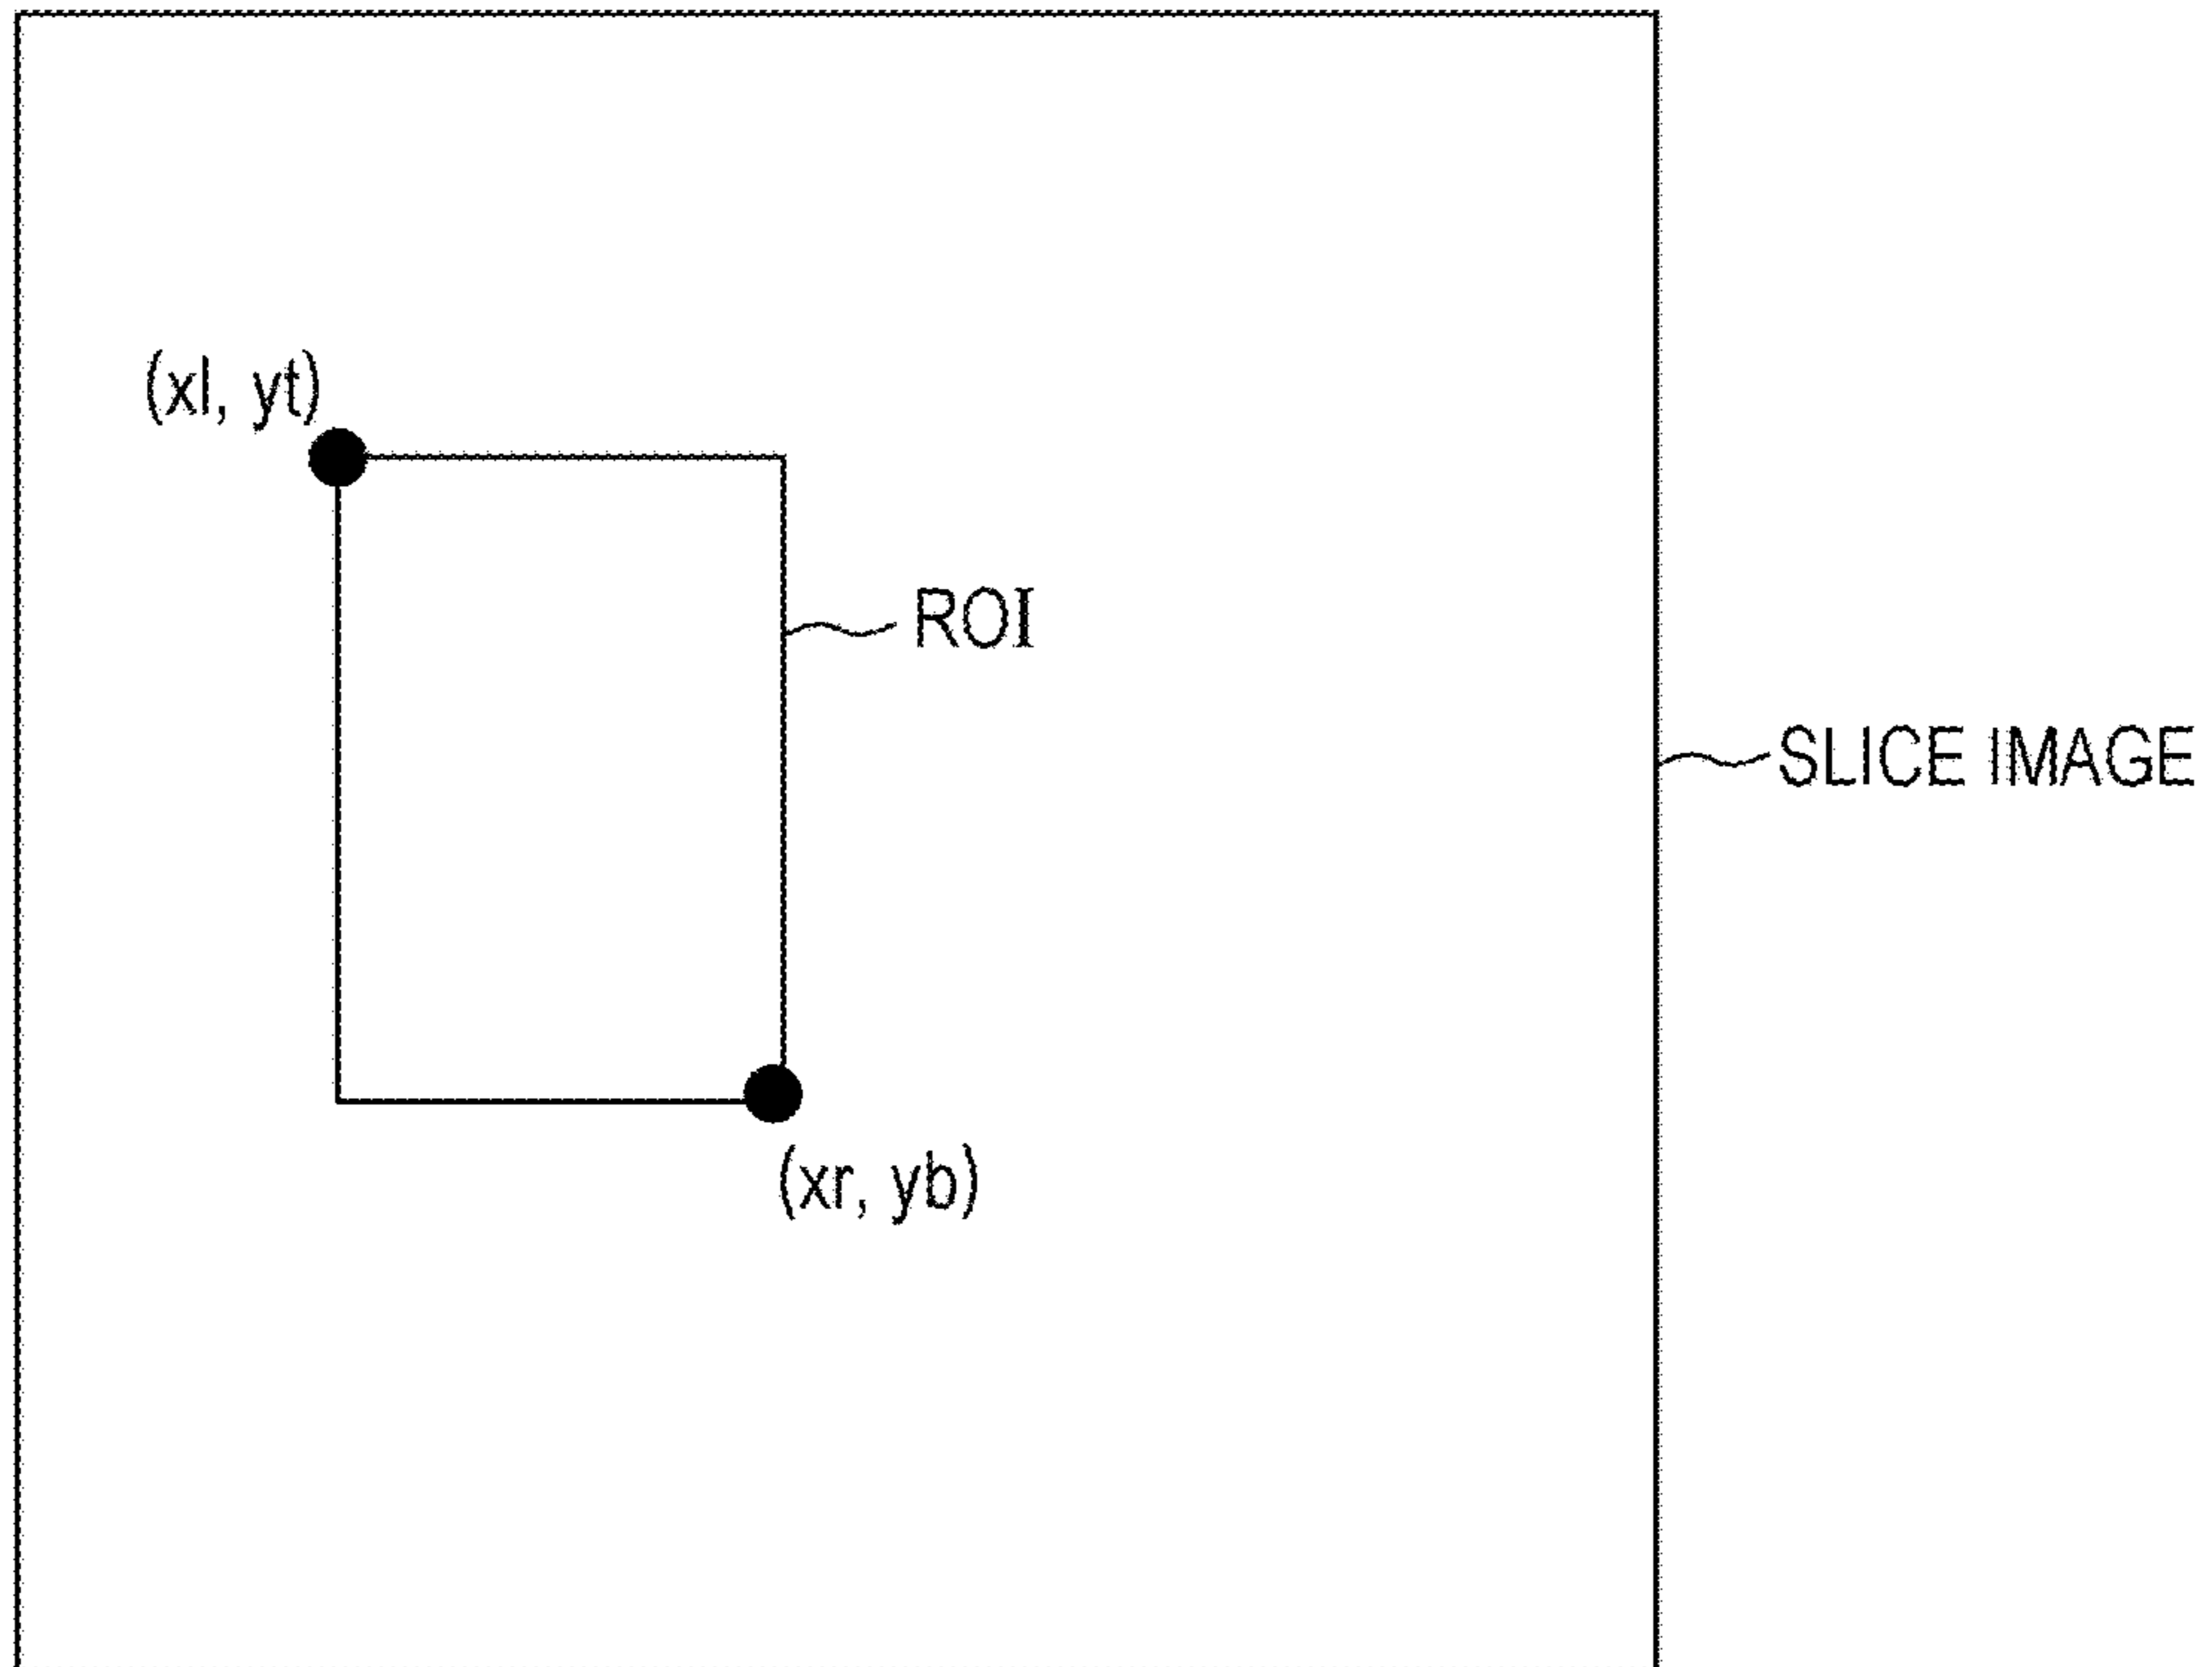 (xl, yt)
ROI
SLICE IMAGE
(xr, yb)